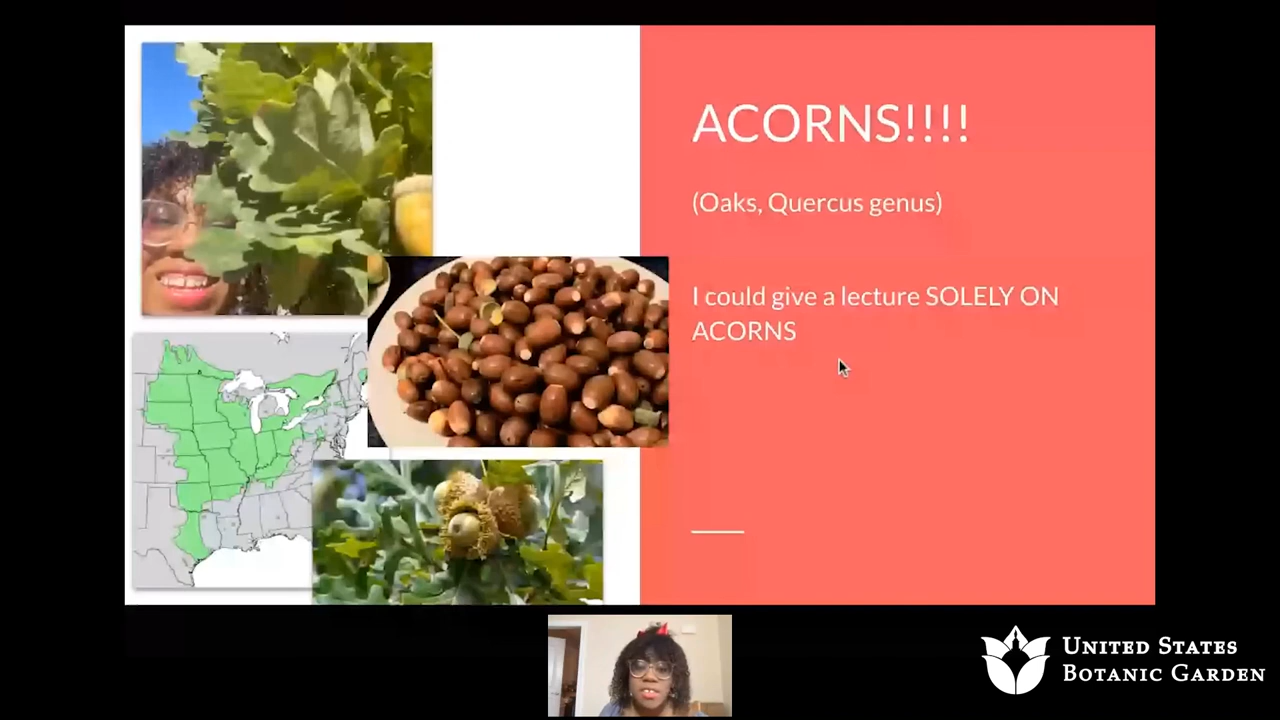 ACORNS!!!!
(Oaks, Quercus genus)
I could give a lecture SOLELY ON
ACORNS
UNITED STATES
BOTANIC GARDEN